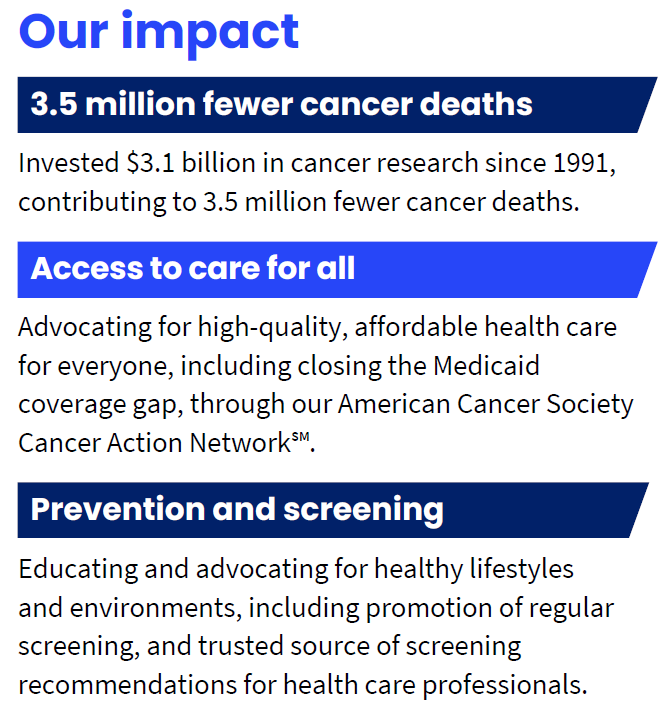 Our impact
3.5 million fewer cancer deaths
Invested $3.1 billion in cancer research since 1991,
contributing to 3.5 million fewer cancer deaths.
Access to care for all
Advocating for high-quality, affordable health care
for everyone, including closing the Medicaid
coverage gap, through our American Cancer Society
Cancer Action Network℠.
Prevention and screening
Educating and advocating for healthy lifestyles
and environments, including promotion of regular
screening, and trusted source of screening
recommendations for health care professionals.